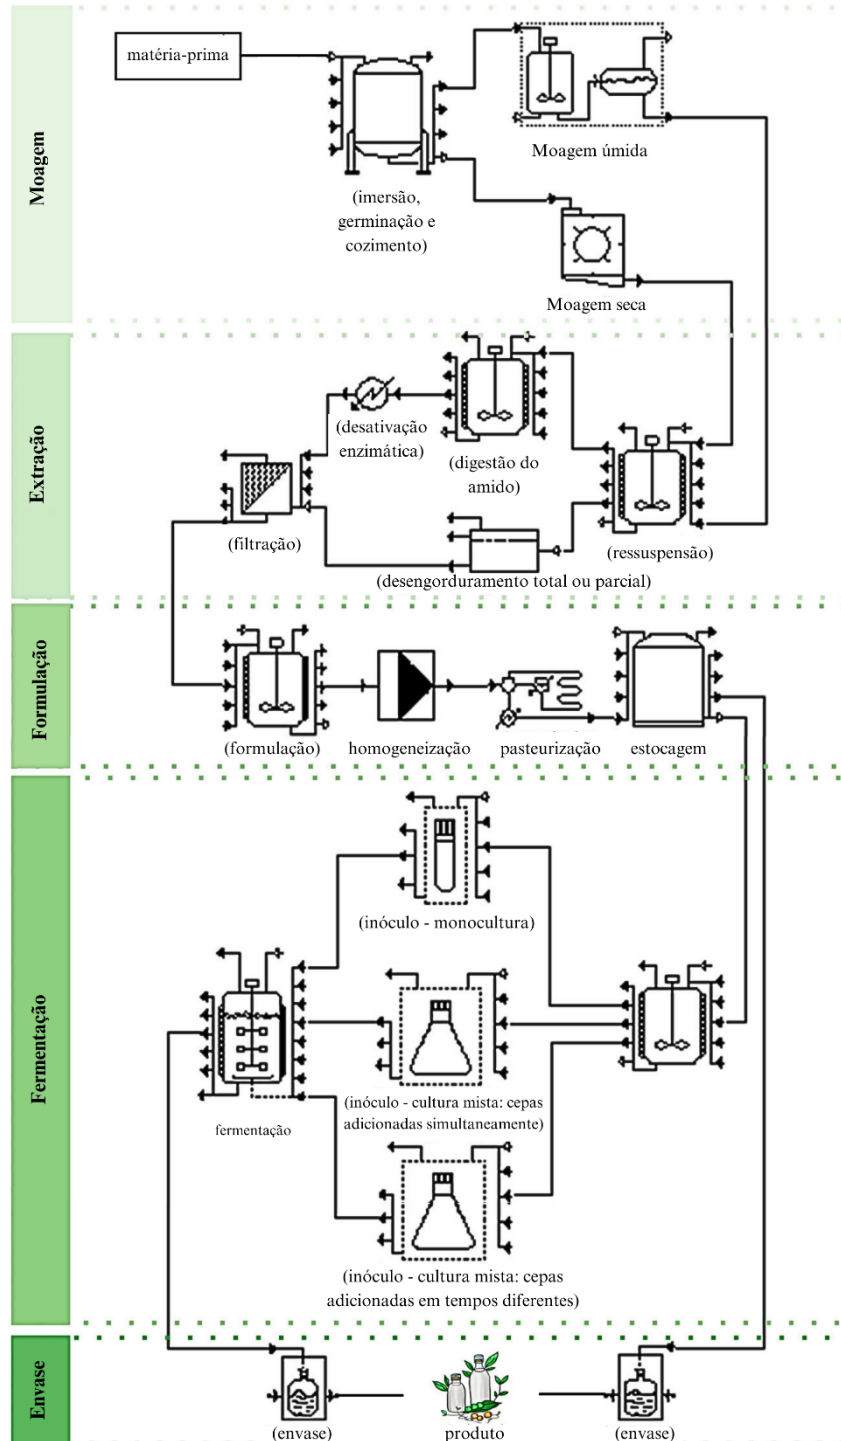 Moagem
matéria-prima
(imersão,
germinação e
cozimento)
Moagem úmida
Moagem seca
Extração
(desativação
enzimática)
(digestão do
amido)
(filtração)
(ressuspensão)
(desengorduramento total ou parcial)
Formulação
(formulação)
homogeneização
pasteurização
estocagem
Fermentação
(inóculo - monocultura)
(inóculo - cultura mista: cepas
adicionadas simultaneamente)
fermentação
(inóculo - cultura mista: cepas
adicionadas em tempos diferentes)
Envase
(envase)
produto
(envase)